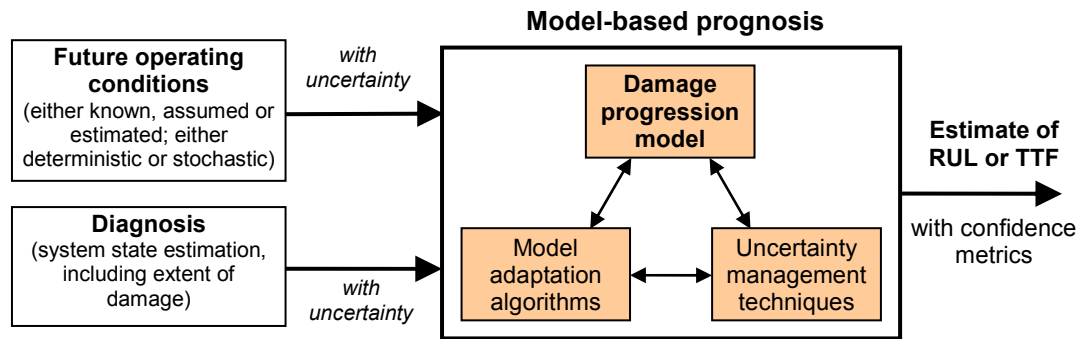 Model-based prognosis
Future operating
conditions
(either known, assumed or
estimated; either
deterministic or stochastic)
with
uncertainty
Diagnosis
(system state estimation,
including extent of
damage)
with
uncertainty
Damage
progression
model
Model
adaptation
algorithms
Uncertainty
management
techniques
Estimate of
RUL or TTF
with confidence
metrics